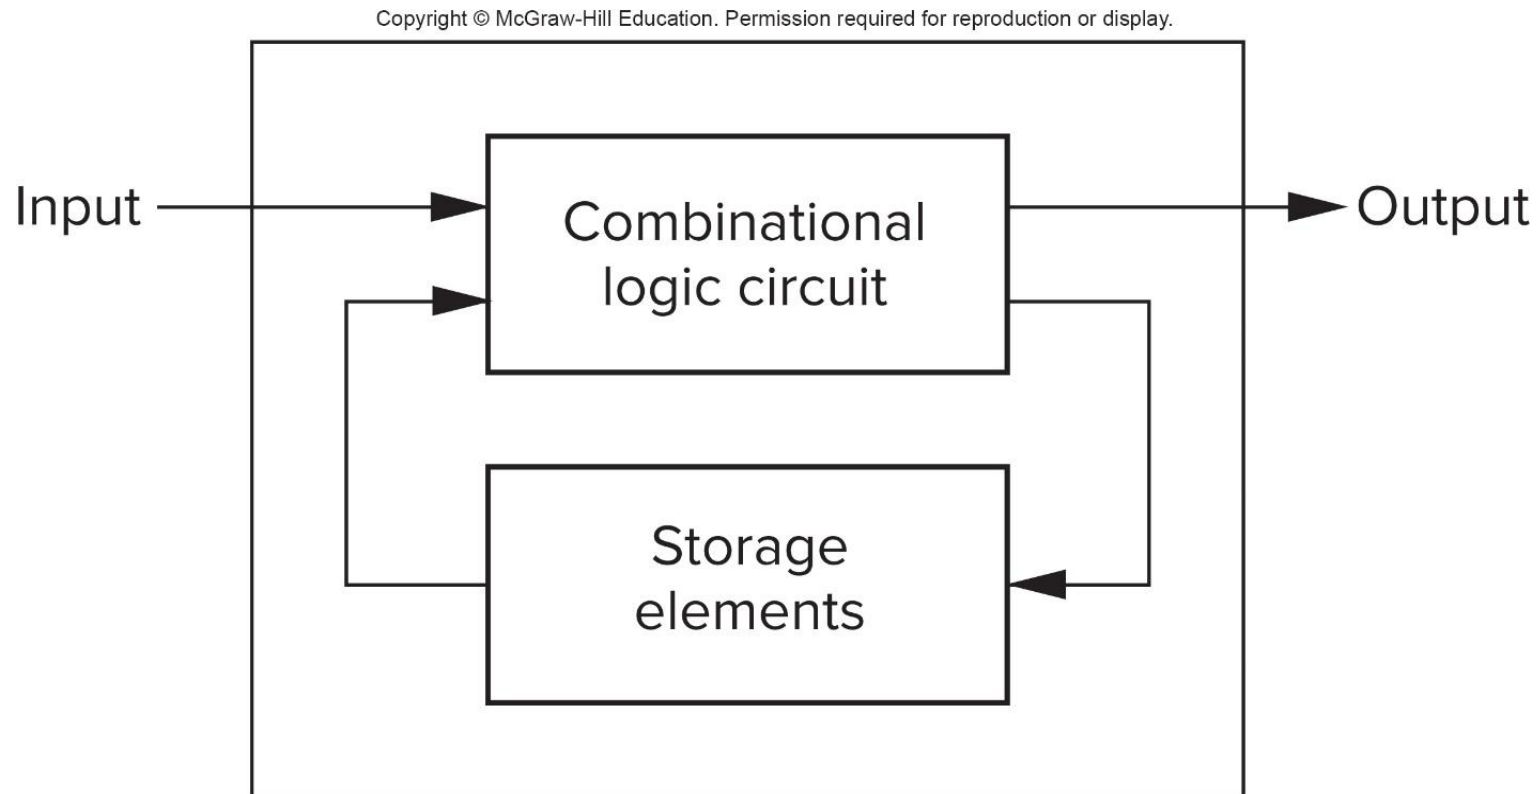 Copyright © McGraw-Hill Education. Permission required for reproduction or display.
Input
Combinational
logic circuit
Output
Storage
elements